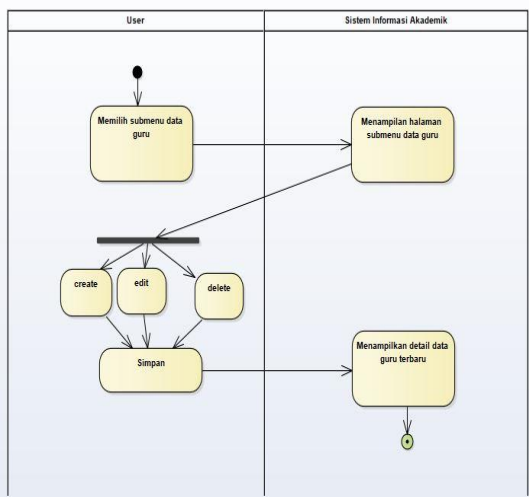 User
Sistem Informasi Akademik
Memilih submenu data
guru
Menampilan halaman
submenu data guru
create
edit
delete
Simpan
Menampilkan detail data
guru terbaru